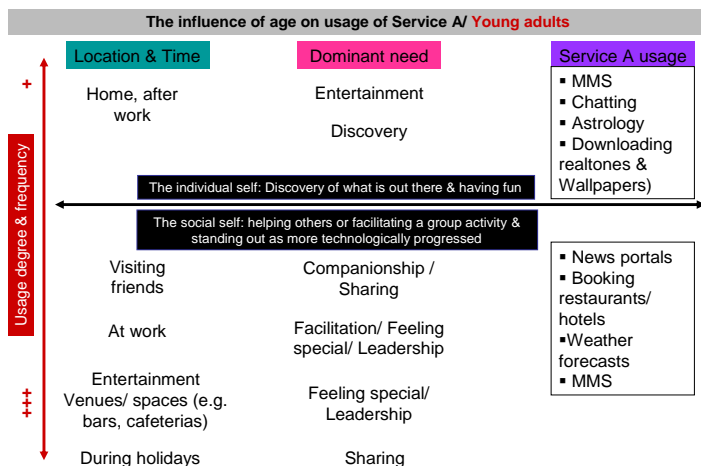 The influence of age on usage of Service A/ Young adults
Location & Time
Dominant need
Service A usage
+
Home, after
work
Entertainment
Discovery
▪ MMS
▪ Chatting
▪ Astrology
▪ Downloading
realtones &
Wallpapers)
The individual self: Discovery of what is out there & having fun
Usage degree & frequency
The social self: helping others or facilitating a group activity &
standing out as more technologically progressed
Visiting
friends
Companionship /
Sharing
▪ News portals
▪ Booking
restaurants/
hotels
▪Weather
forecasts
▪ MMS
At work
Facilitation/ Feeling
special/ Leadership
+++
Entertainment
Venues/ spaces (e.g.
bars, cafeterias)
Feeling special/
Leadership
During holidays
Sharing